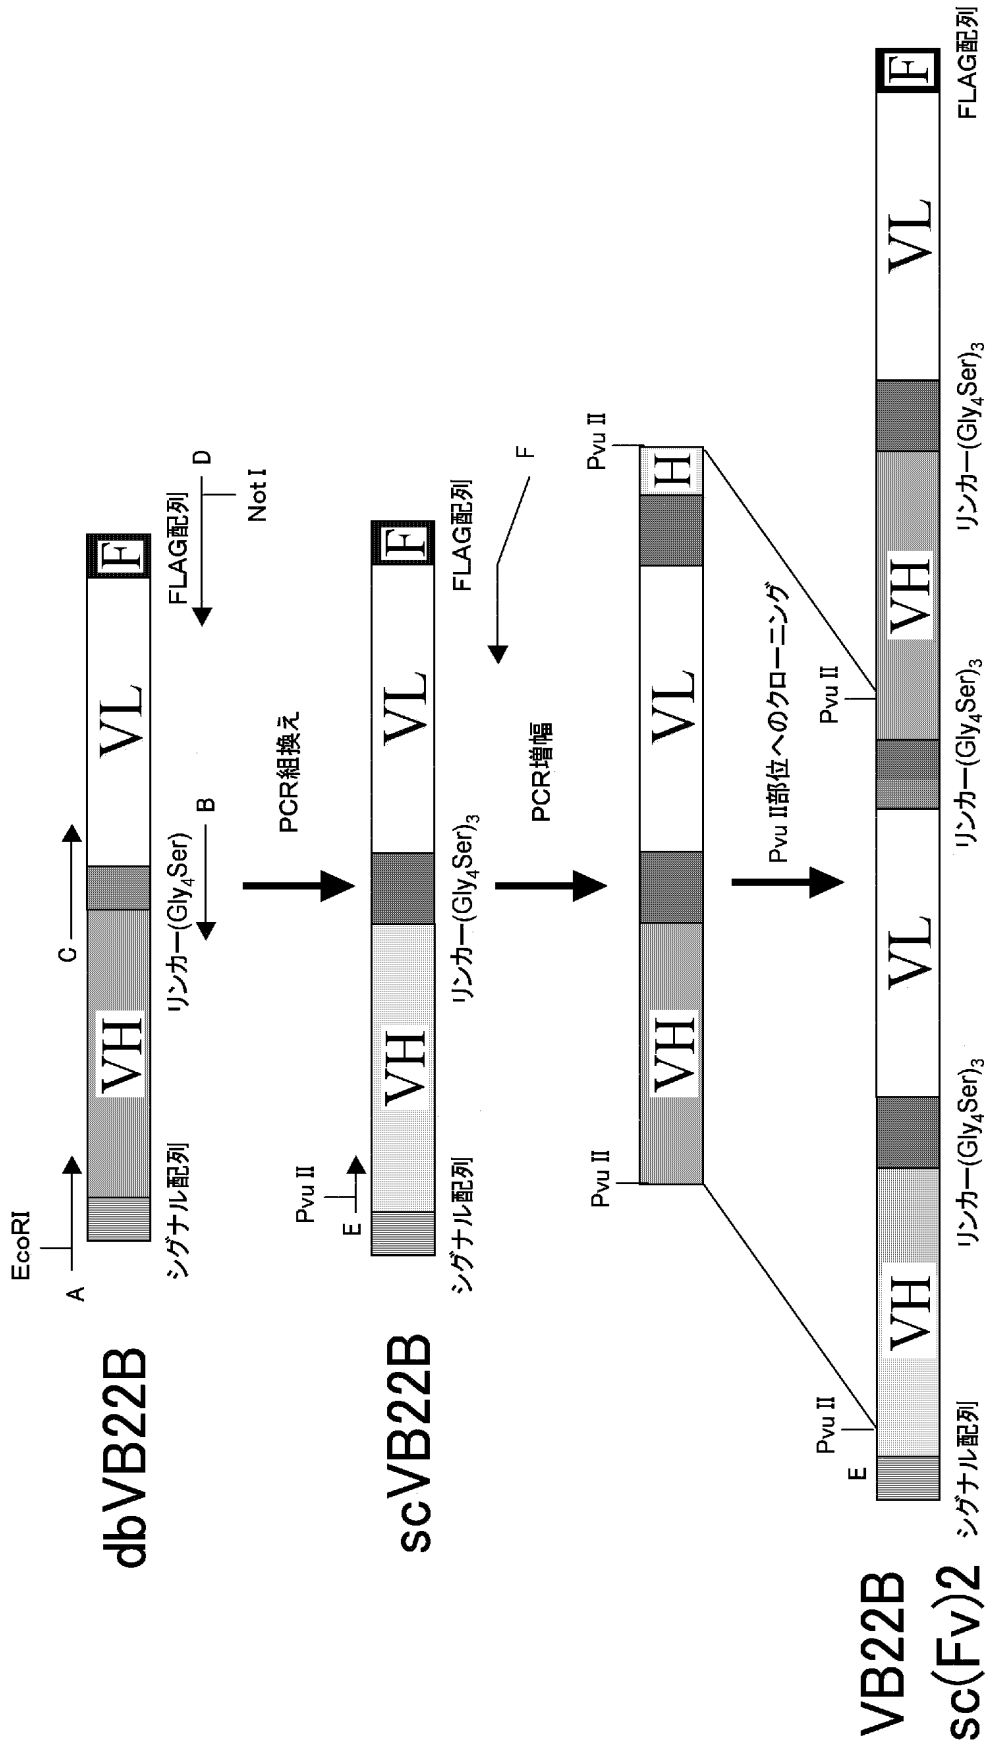 EcoRI
A
C
dbVB22B
VH
VL
F
シグナル配列
リンカー(Gly4Ser)
FLAG配列
B
D
Not I
PCR組換え
Pvu II
E
scVB22B
VH
VL
F
シグナル配列
リンカー(Gly4Ser)3
FLAG配列
F
PCR増幅
Pvu II
Pvu II
VH
VL
H
Pvu II部位へのクローニング
E
Pvu II
Pvu II
VB22B
sc(Fv)2
VH
VL
VH
VL
F
シグナル配列
リンカー(Gly4Ser)3
リンカー(Gly4Ser)3
リンカー(Gly4Ser)3
FLAG配列